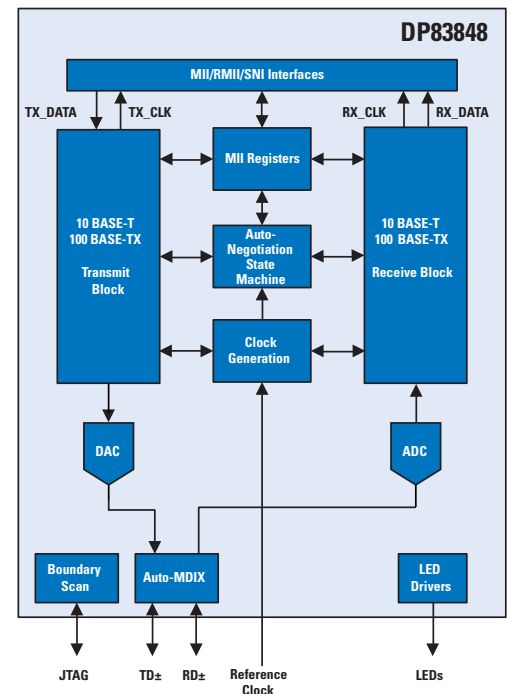 DP83848
MII/RMII/SNI Interfaces
TX_DATA
TX_CLK
RX_CLK
RX_DATA
MII Registers
10 BASE-T
100 BASE-TX
Transmit
Block
Auto-
Negotiation
State
Machine
10 BASE-T
100 BASE-TX
Receive Block
Clock
Generation
DAC
ADC
Boundary
Scan
Auto-MDIX
LED
Drivers
JTAG
TD±
RD±
Reference
Clock
LEDs